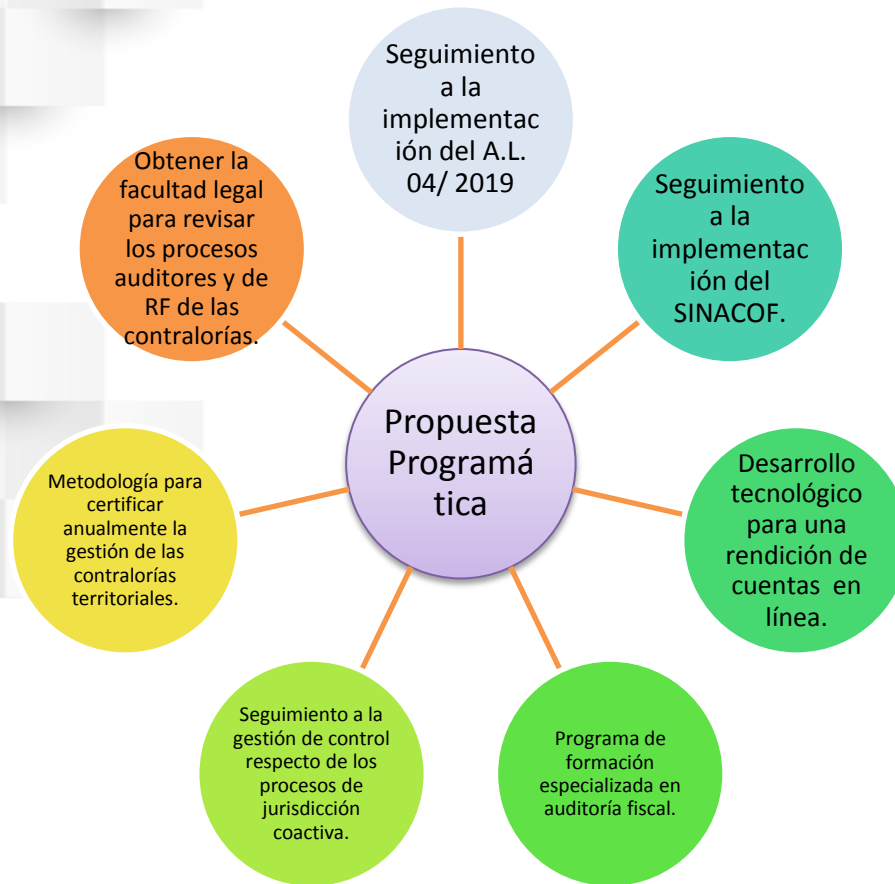 Seguimiento
a la
implementac
ión del A.L.
04/ 2019
Seguimiento
a la
implementac
ión del
SINACOF.
Desarrollo
tecnológico
para una
rendición de
cuentas en
línea.
Programa de
formación
especializada en
auditoría fiscal.
Seguimiento a la
gestión de control
respecto de los
procesos de
jurisdicción
coactiva.
Metodología para
certificar
anualmente la
gestión de las
contralorías
territoriales.
Obtener la
facultad legal
para revisar
los procesos
auditores y de
RF de las
contralorías.
Propuesta
Programá
tica